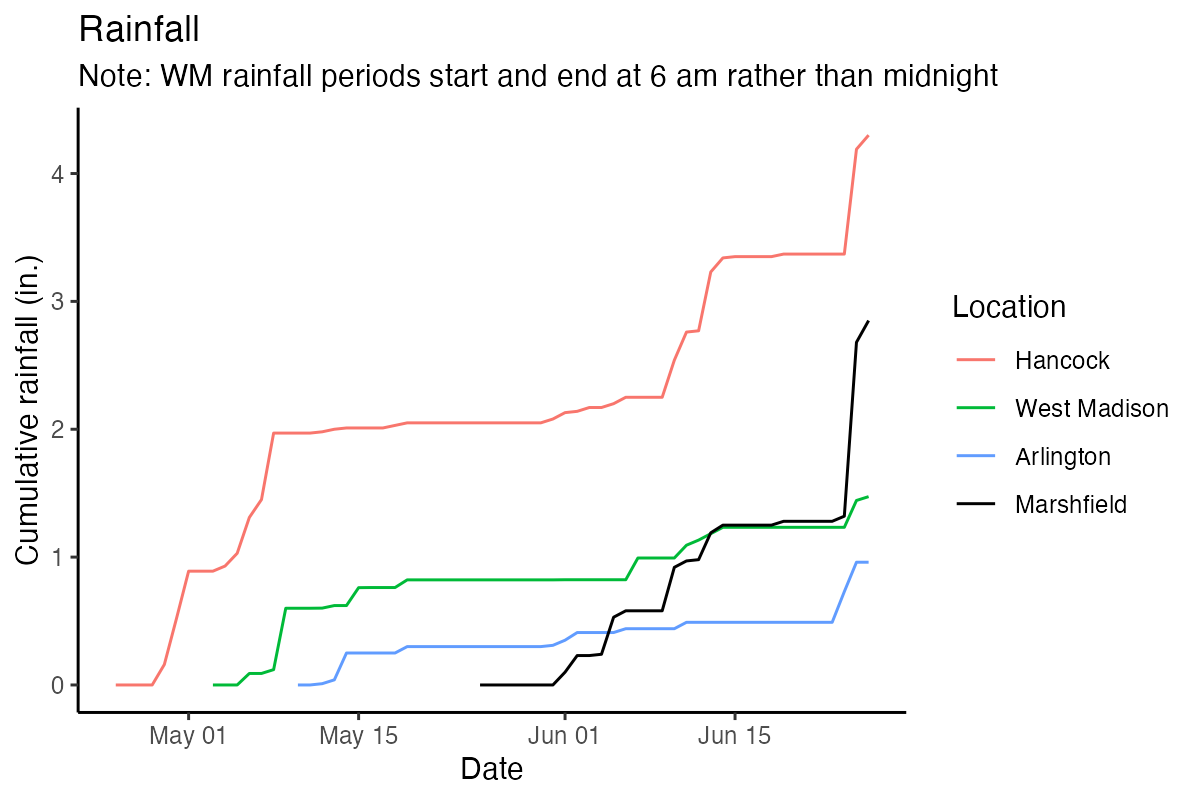 Rainfall
Note: WM rainfall periods start and end at 6 am rather than midnight
Cumulative rainfall (in.)
4
3
2
1
0
May 01
May 15
Jun 01
Jun 15
Date
Location
Hancock
West Madison
Arlington
Marshfield